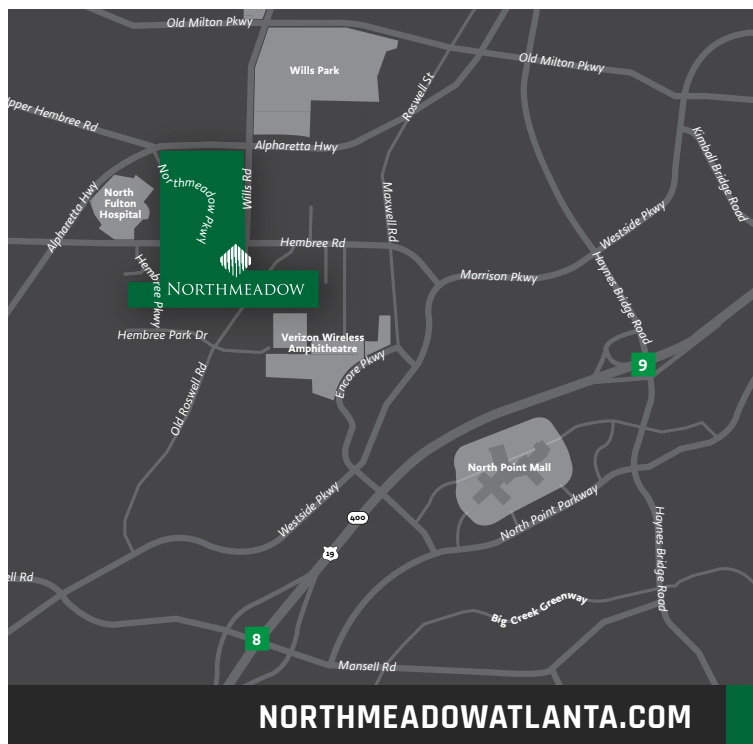 Old Milton Pkwy
Wills Park
Old Milton Pkwy
Roswell St
Upper Hembree Rd
Alpharetta Hwy
Kimball Bridge Road
Northmeadow Pkwy
Wills Rd
North
Fulton
Hospital
Alpharetta Hwy
Maxwell Rd
Westside Pkwy
Hembree Rd
Hembree Pkwy
Morrison Pkwy
Haynes Bridge Road
NORTHMEADOW
Hembree Park Dr
Verizon Wireless
Amphitheatre
Encore Pkwy
9
Old Roswell Rd
North Point Mall
Westside Pkwy
North Point Parkway
400
19
Haynes Bridge Road
ell Rd
Big Creek Greenway
8
Mansell Rd
NORTHMEADOWATLANTA.COM